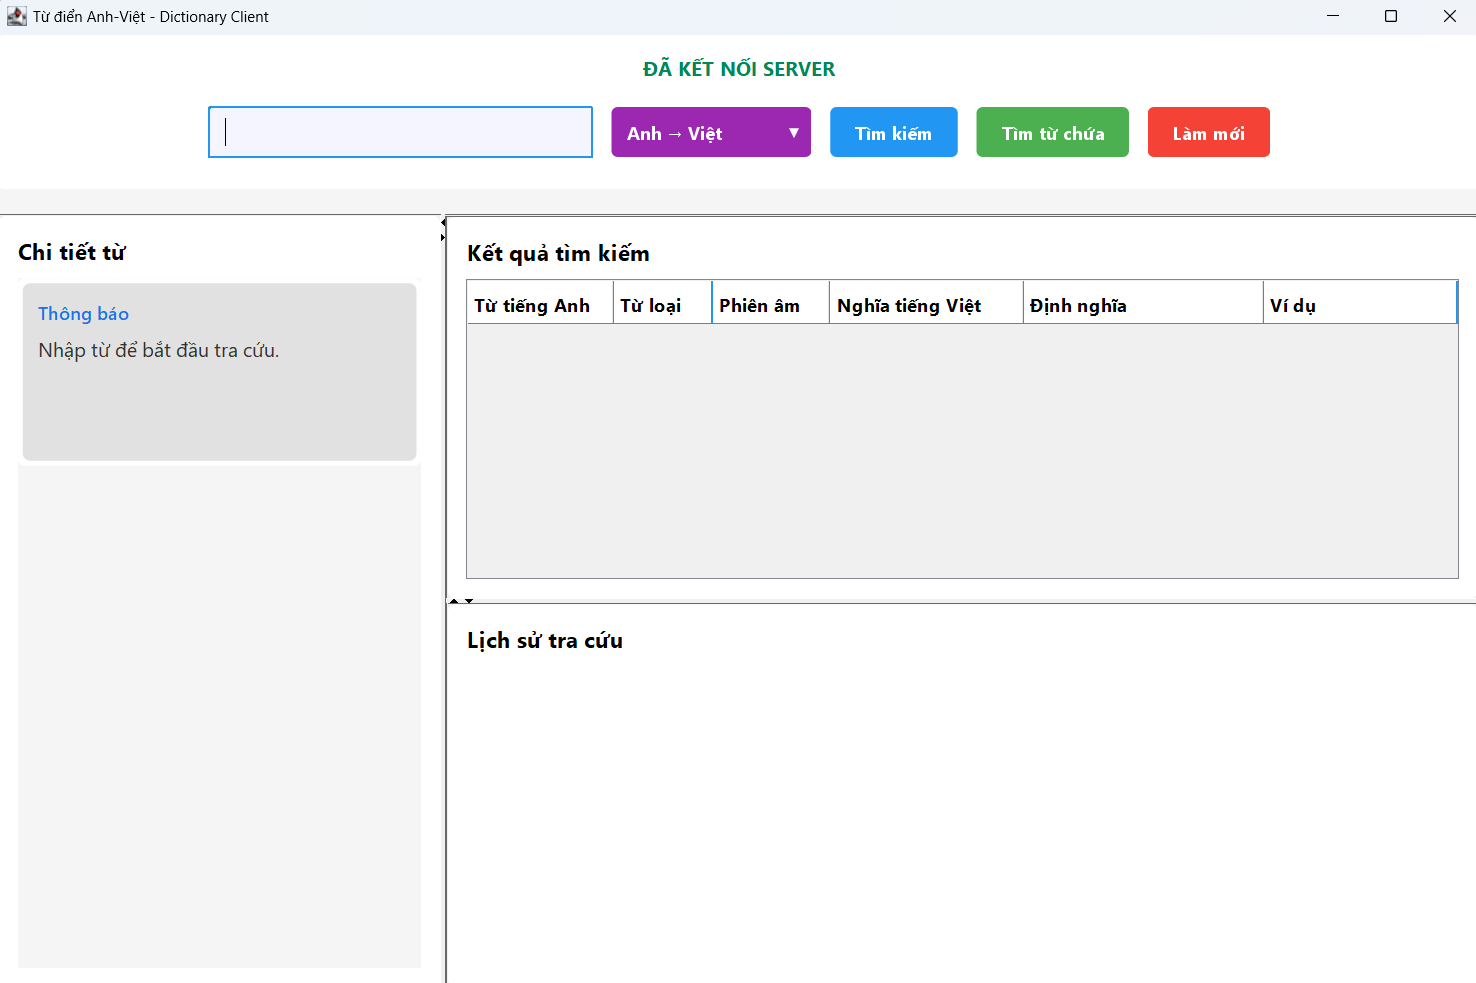 Từ điển Anh-Việt - Dictionary Client
ĐÃ KẾT NỐI SERVER
Anh → Việt ▼
Tìm kiếm
Tìm từ chứa
Làm mới
Chi tiết từ
Thông báo
Nhập từ để bắt đầu tra cứu.
Kết quả tìm kiếm
Từ tiếng Anh Từ loại Phiên âm Nghĩa tiếng Việt Định nghĩa Ví dụ
Lịch sử tra cứu